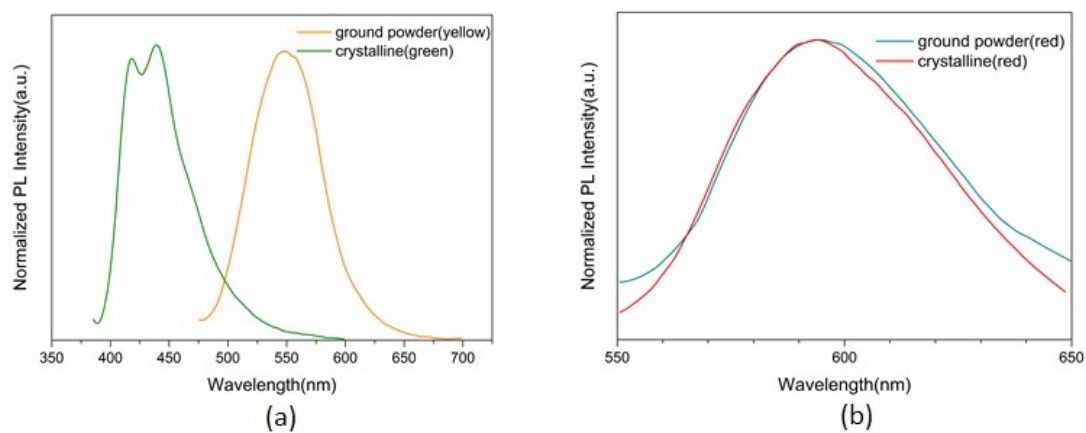 ground powder(yellow)
crystalline(green)
Normalized PL Intensity(a.u.)
350 400 450 500 550 600 650 700
Wavelength(nm)
(a)
ground powder(red)
crystalline(red)
Normalized PL Intensity(a.u.)
550 600 650
Wavelength(nm)
(b)